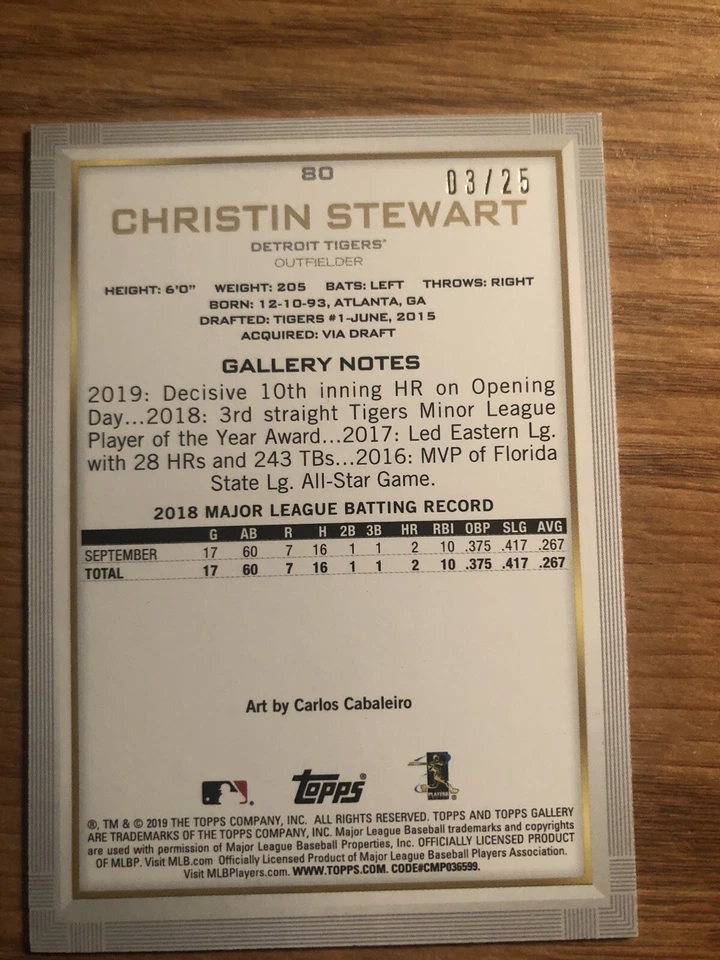 80
03/25
CHRISTIN STEWART
DETROIT TIGERS®
OUTFIELDER
HEIGHT: 6'0" WEIGHT: 205 BATS: LEFT THROWS: RIGHT
BORN: 12-10-93, ATLANTA, GA
DRAFTED: TIGERS #1-JUNE, 2015
ACQUIRED: VIA DRAFT
GALLERY NOTES
2019: Decisive 10th inning HR on Opening
Day...2018: 3rd straight Tigers Minor League
Player of the Year Award...2017: Led Eastern Lg.
with 28 HRs and 243 TBs...2016: MVP of Florida
State Lg. All-Star Game.
2018 MAJOR LEAGUE BATTING RECORD
G AB R H 2B 3B HR RBI OBP SLG AVG
SEPTEMBER 17 60 7 16 1 1 2 10 .375 .417 .267
TOTAL 17 60 7 16 1 1 2 10 .375 .417 .267
Art by Carlos Cabaleiro
topps®
PLAYERS
®, TM & © 2019 THE TOPPS COMPANY, INC. ALL RIGHTS RESERVED. TOPPS AND TOPPS GALLERY
ARE TRADEMARKS OF THE TOPPS COMPANY, INC. Major League Baseball trademarks and copyrights
are used with permission of Major League Baseball Properties, Inc. OFFICIALLY LICENSED PRODUCT
OF MLBP. Visit MLB.com Officially Licensed Product of Major League Baseball Players Association.
Visit MLBPlayers.com. WWW.TOPPS.COM. CODE#CMP036599.